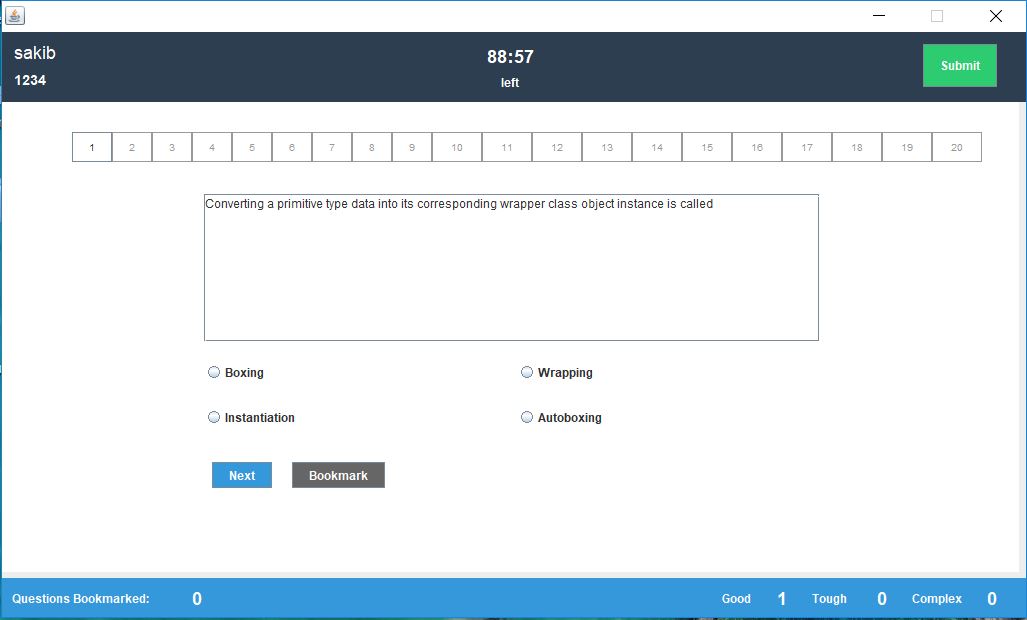 sakib
1234
88:57
left
Submit
1 2 3 4 5 6 7 8 9 10 11 12 13 14 15 16 17 18 19 20
Converting a primitive type data into its corresponding wrapper class object instance is called
Boxing Wrapping
Instantiation Autoboxing
Next Bookmark
Questions Bookmarked: 0 Good 1 Tough 0 Complex 0